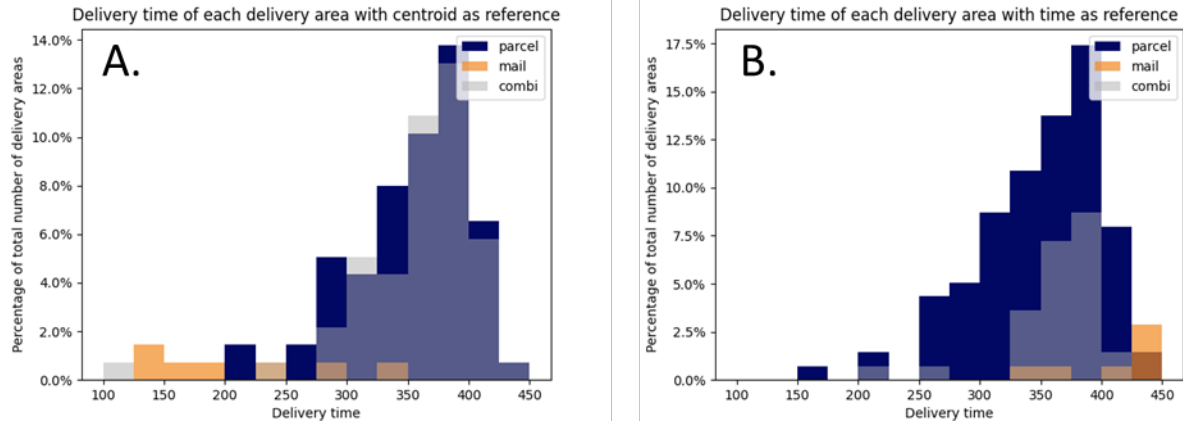 Delivery time of each delivery area with centroid as reference
A.
parcel
mail
combi
Percentage of total number of delivery areas
14.0%
12.0%
10.0%
8.0%
6.0%
4.0%
2.0%
0.0%
100 150 200 250 300 350 400 450
Delivery time
Delivery time of each delivery area with time as reference
B.
parcel
mail
combi
Percentage of total number of delivery areas
17.5%
15.0%
12.5%
10.0%
7.5%
5.0%
2.5%
0.0%
100 150 200 250 300 350 400 450
Delivery time